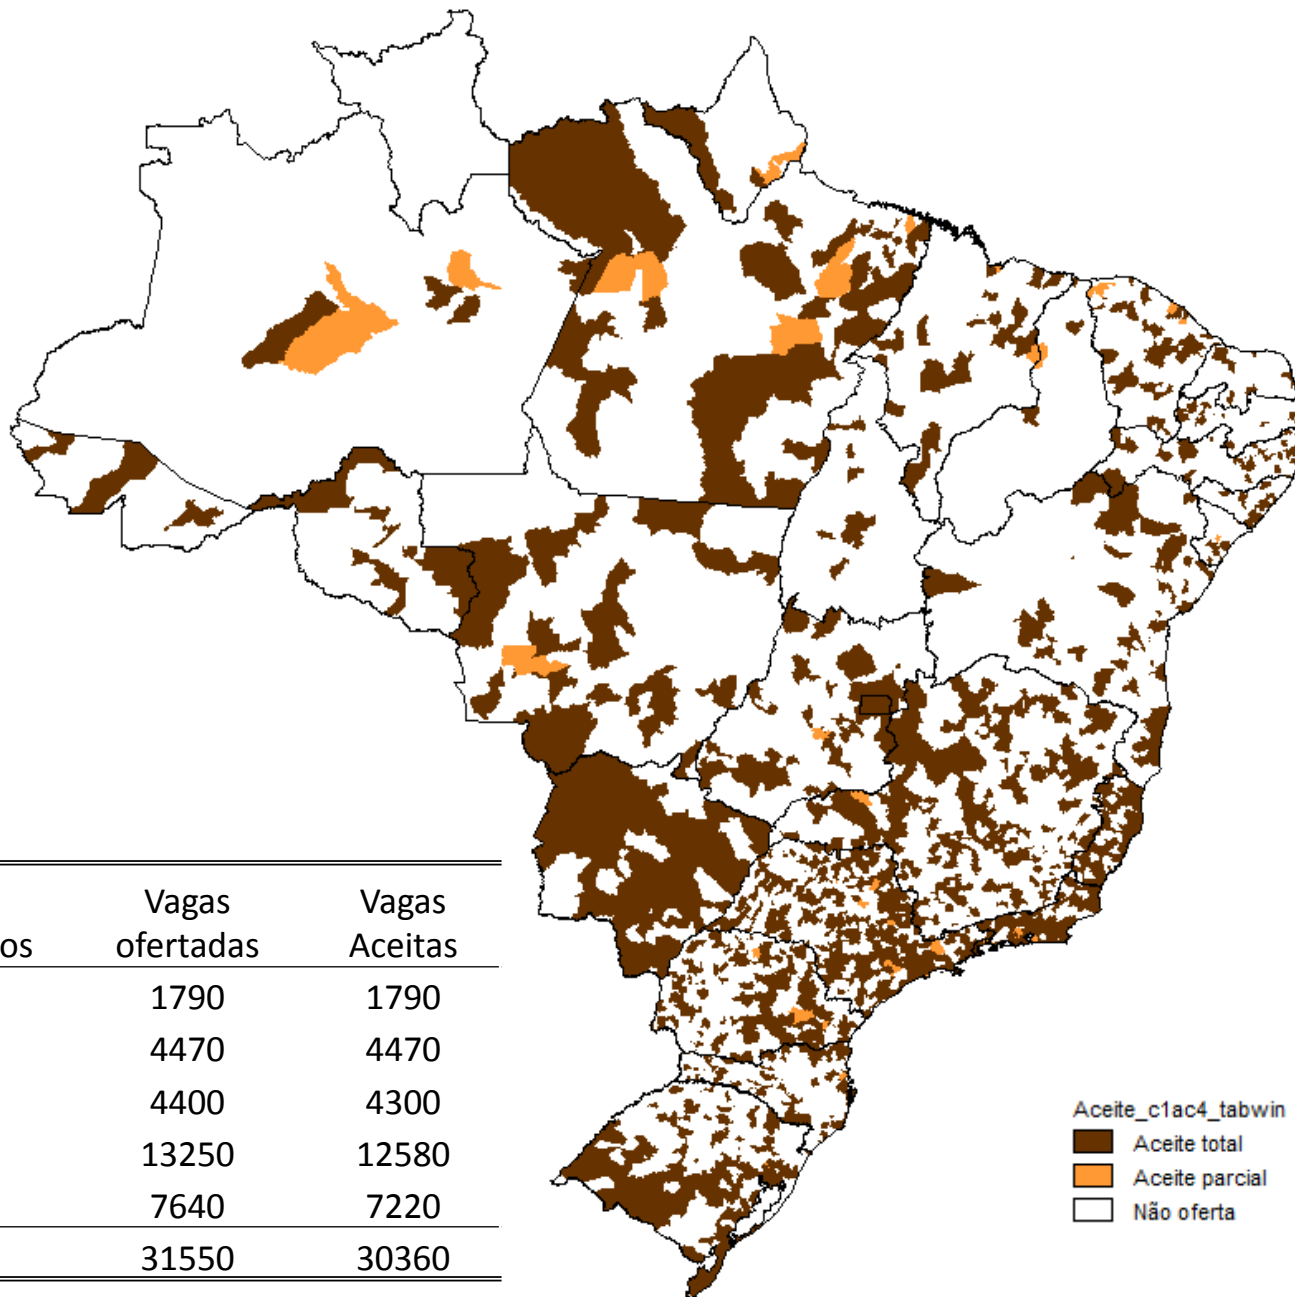 Vagas Vagas
os ofertadas Aceitas
1790 1790
4470 4470
4400 4300
13250 12580
7640 7220
31550 30360
Aceite_c1ac4_tabwin
Aceite total
Aceite parcial
Não oferta